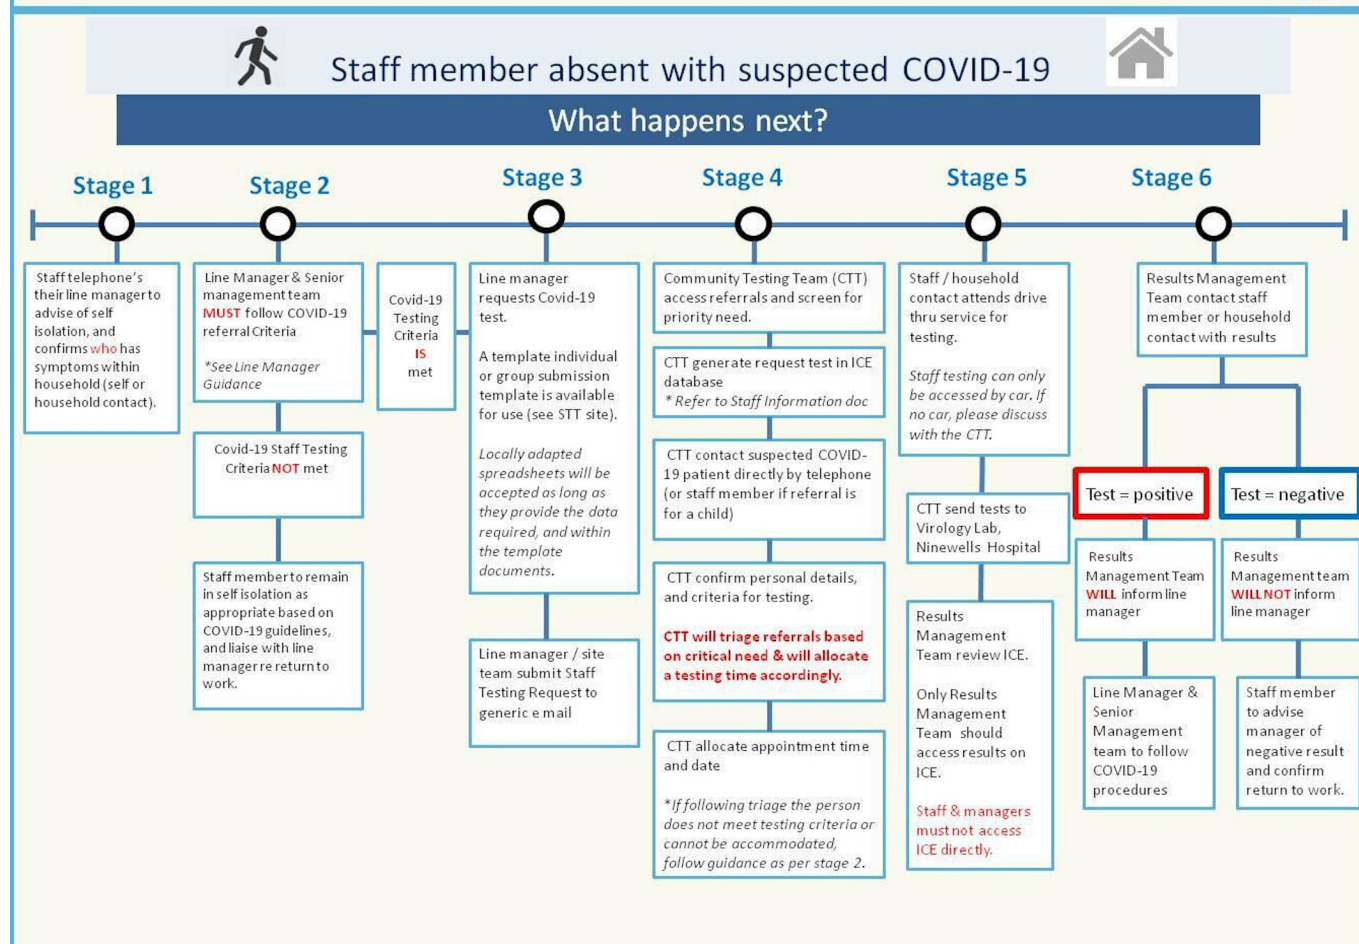 Staff member absent with suspected COVID-19
What happens next?
Stage 1
Stage 2
Stage 3
Stage 4
Stage 5
Stage 6
Staff telephone's
their line manager to
advise of self
isolation, and
confirms who has
symptoms within
household (self or
household contact).
Line Manager & Senior
management team
MUST follow COVID-19
referral Criteria
*See Line Manager
Guidance
Covid-19 Staff Testing
Criteria NOT met
Staff member to remain
in self isolation as
appropriate based on
COVID-19 guidelines,
and liaise with line
manager re return to
work.
Covid-19
Testing
Criteria
IS
met
Line manager
requests Covid-19
test.
A template individual
or group submission
template is available
for use (see STT site).
Locally adapted
spreadsheets will be
accepted as long as
they provide the data
required, and within
the template
documents.
Line manager / site
team submit Staff
Testing Request to
generic e mail
Community Testing Team (CTT)
access referrals and screen for
priority need.
CTT generate request test in ICE
database
* Refer to Staff Information doc
CTT contact suspected COVID-
19 patient directly by telephone
(or staff member if referral is
for a child)
CTT confirm personal details,
and criteria for testing.
CTT will triage referrals based
on critical need & will allocate
a testing time accordingly.
CTT allocate appointment time
and date
*If following triage the person
does not meet testing criteria or
cannot be accommodated,
follow guidance as per stage 2.
Staff / household
contact attends drive
thru service for
testing.
Staff testing can only
be accessed by car. If
no car, please discuss
with the CTT.
CTT send tests to
Virology Lab,
Ninewells Hospital
Results
Management
Team review ICE.
Only Results
Management
Team should
access results on
ICE.
Staff & managers
must not access
ICE directly.
Results Management
Team contact staff
member or household
contact with results
Test = positive
Results
Management Team
WILL inform line
manager
Line Manager &
Senior
Management
team to follow
COVID-19
procedures
Test = negative
Results
Management team
WILL NOT inform
line manager
Staff member
to advise
manager of
negative result
and confirm
return to work.